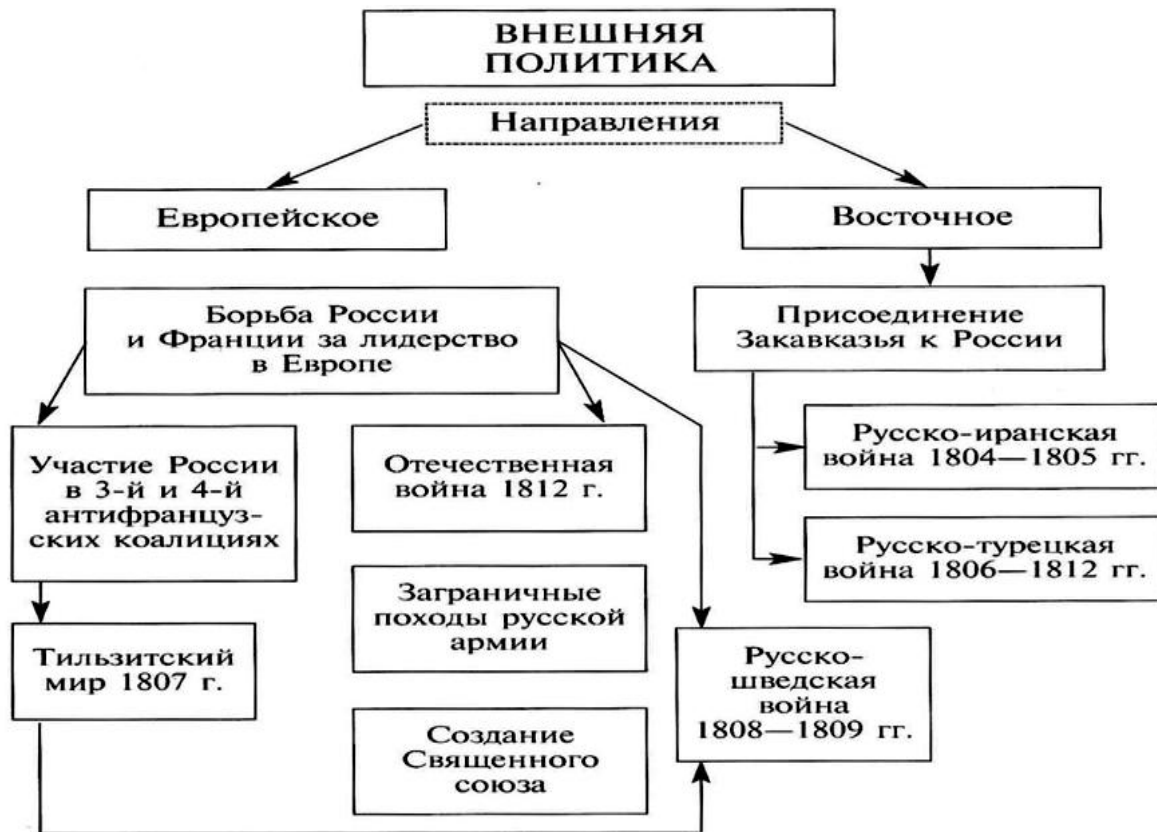 ВНЕШНЯЯ
ПОЛИТИКА
Направления
Европейское
Восточное
Борьба России
и Франции за лидерство
в Европе
Присоединение
Закавказья к России
Участие России
в 3-й и 4-й
антифранцуз-
ских коалициях
Отечественная
война 1812 г.
Русско-иранская
война 1804—1805 гг.
Русско-турецкая
война 1806—1812 гг.
Заграничные
походы русской
армии
Тильзитский
мир 1807 г.
Русско-
шведская
война
1808—1809 гг.
Создание
Священного
союза